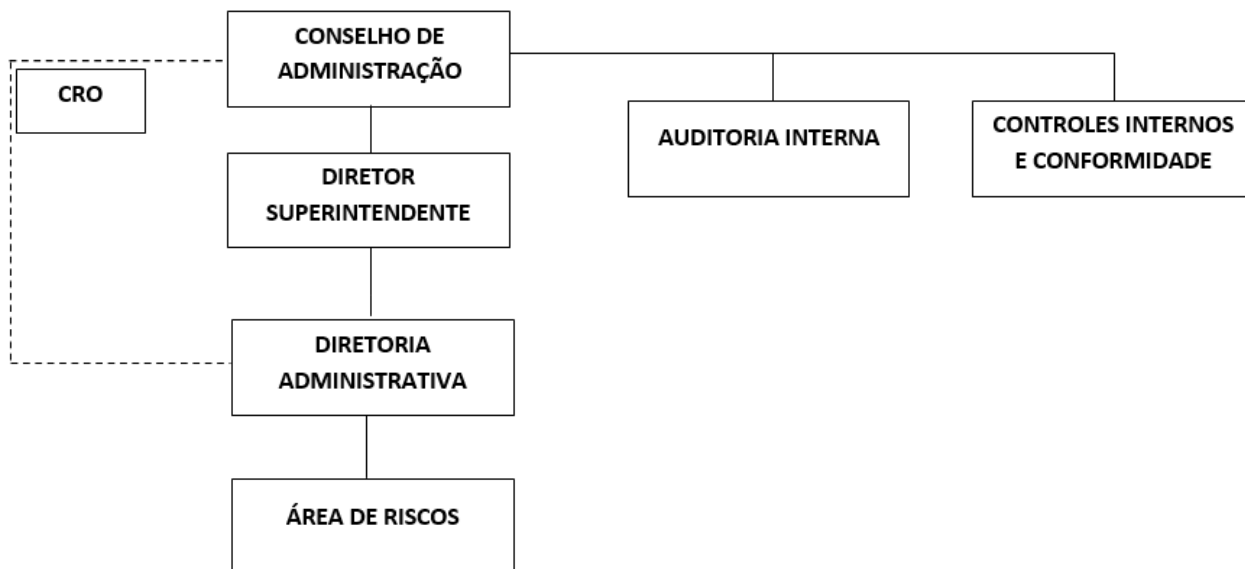 CONSELHO DE
ADMINISTRAÇÃO
CRO
AUDITORIA INTERNA
CONTROLES INTERNOS
E CONFORMIDADE
DIRETOR
SUPERINTENDENTE
DIRETORIA
ADMINISTRATIVA
ÁREA DE RISCOS